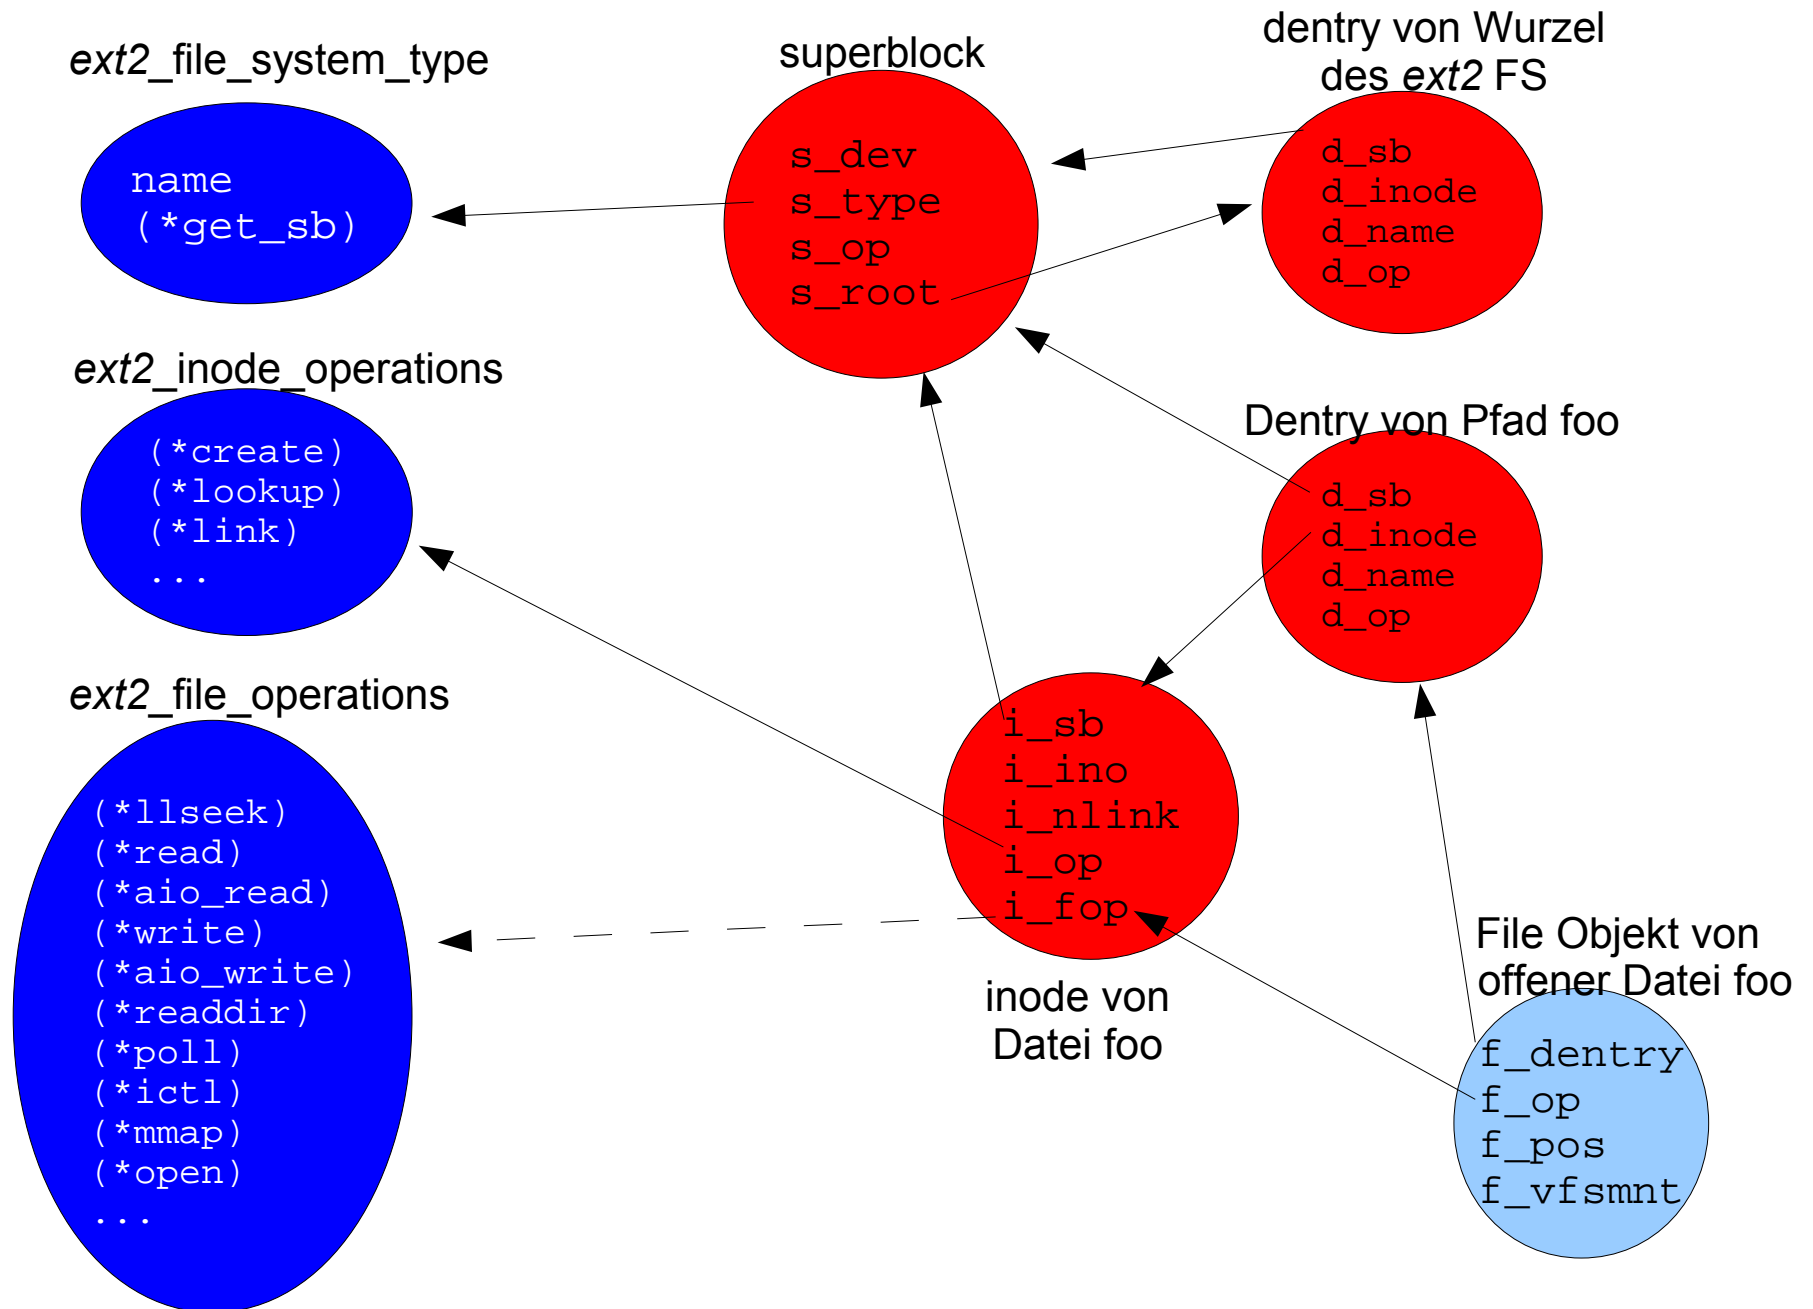 ext2_file_system_type
name
(*get_sb)
superblock
s_dev
s_type
s_op
s_root
dentry von Wurzel
des ext2 FS
d_sb
d_inode
d_name
d_op
ext2_inode_operations
(*create)
(*lookup)
(*link)
...
Dentry von Pfad foo
d_sb
d_inode
d_name
d_op
ext2_file_operations
(*llseek)
(*read)
(*aio_read)
(*write)
(*aio_write)
(*readdir)
(*poll)
(*ictl)
(*mmap)
(*open)
...
i_sb
i_ino
i_nlink
i_op
i_fop
inode von
Datei foo
File Objekt von
offener Datei foo
f_dentry
f_op
f_pos
f_vfsmnt